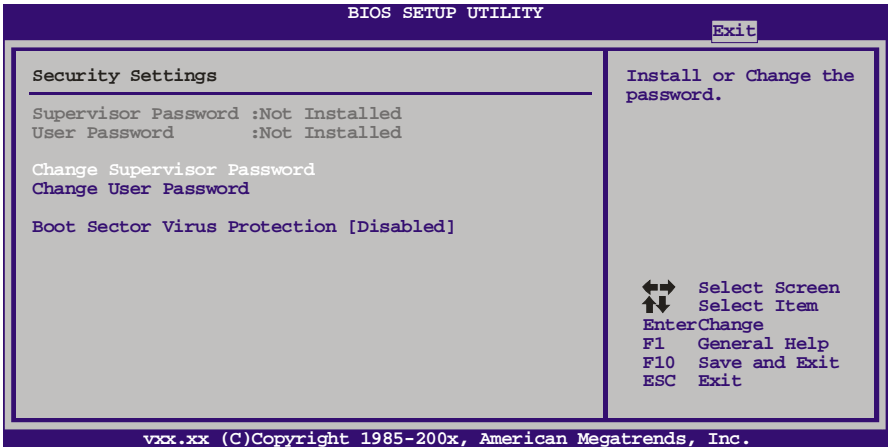 BIOS SETUP UTILITY
Exit
Security Settings
Supervisor Password :Not Installed
User Password :Not Installed
Change Supervisor Password
Change User Password
Boot Sector Virus Protection [Disabled]
Install or Change the
password.
Select Screen
Select Item
EnterChange
F1 General Help
F10 Save and Exit
ESC Exit
vxx.xx (C)Copyright 1985-200x, American Megatrends, Inc.